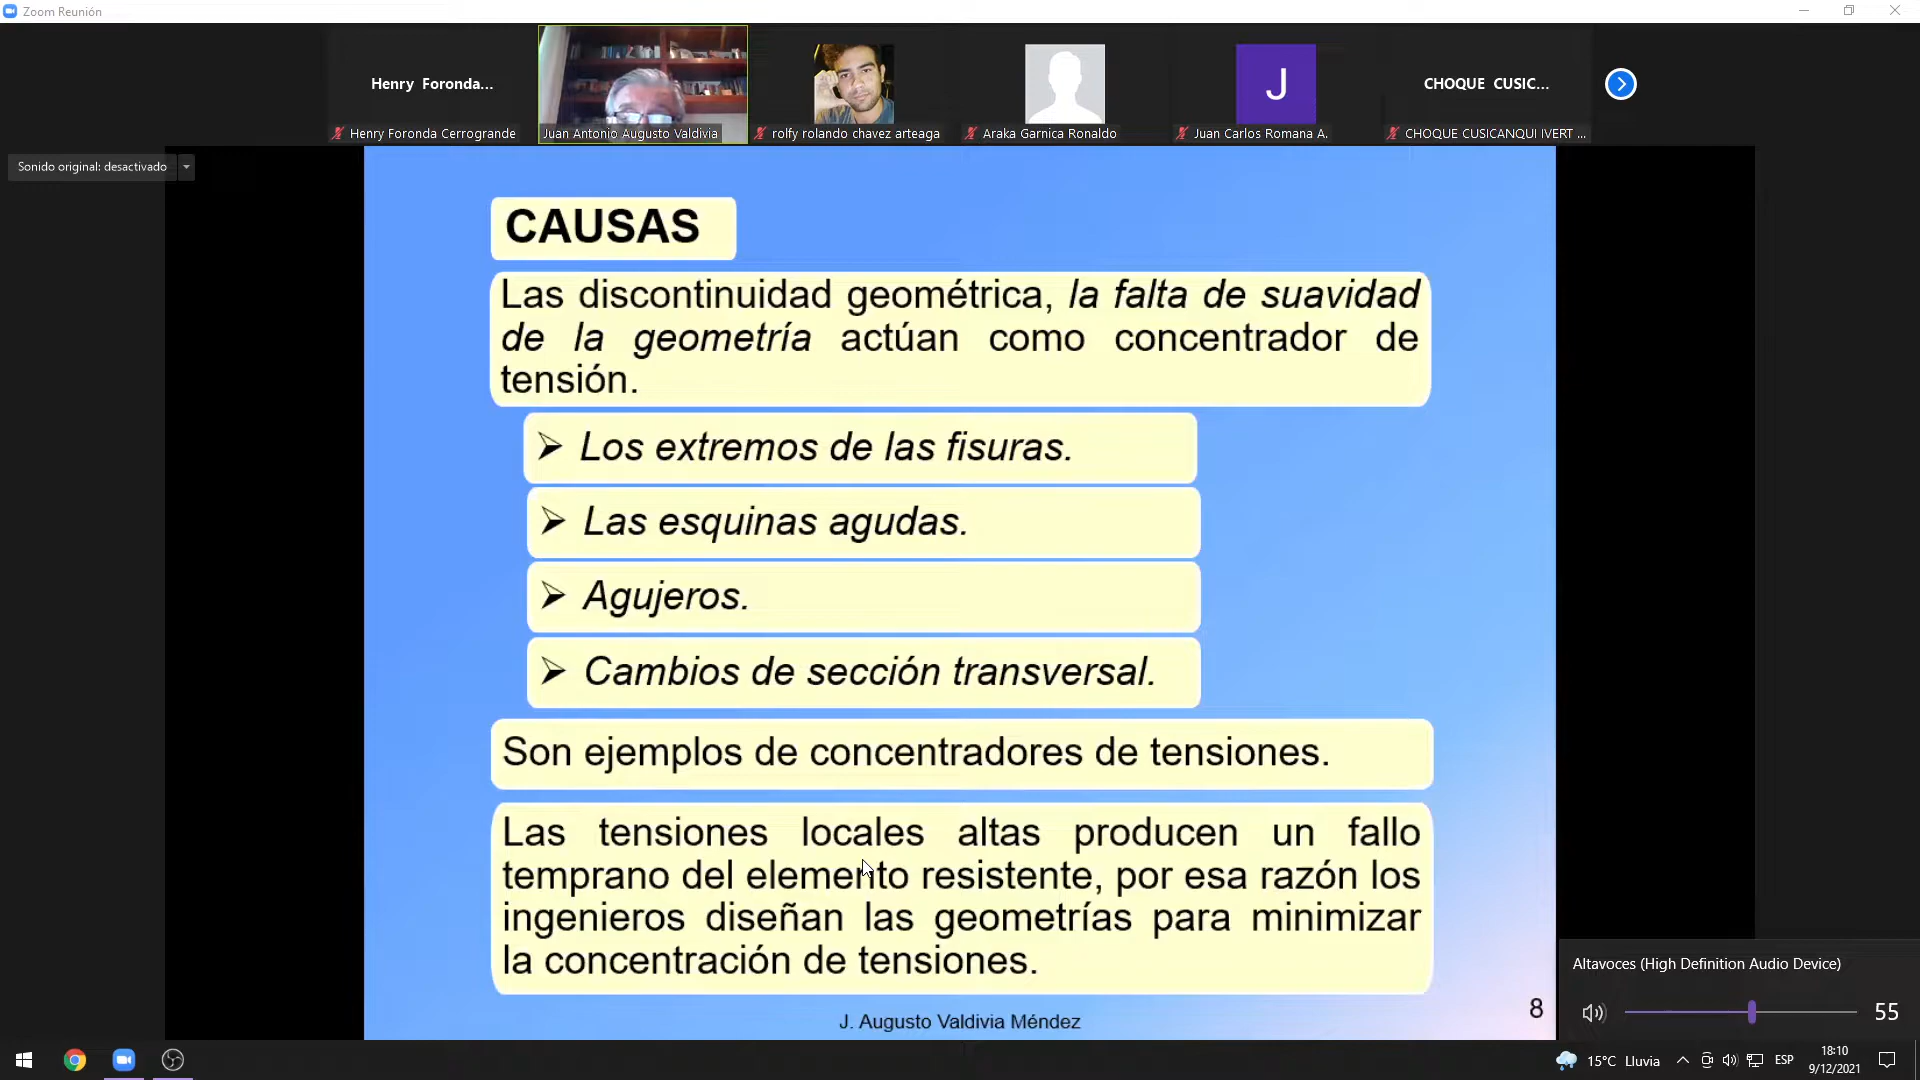 Zoom Reunión
Henry Foronda...
CHOQUE CUSIC...
J
Henry Foronda Cerrogrande
Juan Antonio Augusto Valdivia
rolfy rolando chavez arteaga
Araka Garnica Ronaldo
Juan Carlos Romana A.
CHOQUE CUSICANQUI IVERT ...
Sonido original: desactivado
CAUSAS
Las discontinuidad geométrica, la falta de suavidad
de la geometría actúan como concentrador de
tensión.
➢ Los extremos de las fisuras.
➢ Las esquinas agudas.
➢ Agujeros.
➢ Cambios de sección transversal.
Son ejemplos de concentradores de tensiones.
Las tensiones locales altas producen un fallo
temprano del elemento resistente, por esa razón los
ingenieros diseñan las geometrías para minimizar
la concentración de tensiones.
J. Augusto Valdivia Méndez
8
Altavoces (High Definition Audio Device)
55
15°C Lluvia
ESP
18:10
9/12/2021